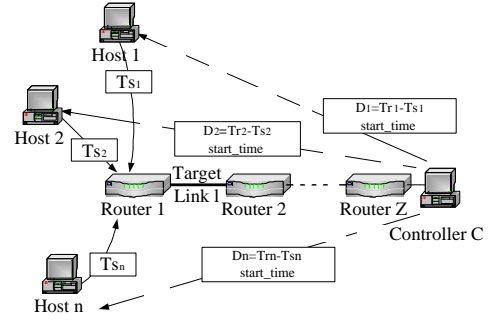 Host 1
Ts1
D1=Tr1-Ts1
start_time
Host 2
D2=Tr2-Ts2
start_time
Ts2
Target
Link l
Router 1
Router 2
Router Z
Controller C
Tsn
Dn=Trn-Tsn
start_time
Host n